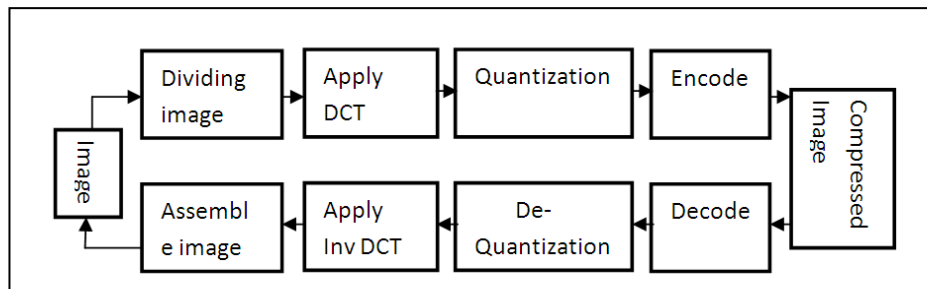 Dividing
image
Apply
DCT
Quantization
Encode
Compressed
Image
Image
Assembl
e image
Apply
Inv DCT
De-
Quantization
Decode